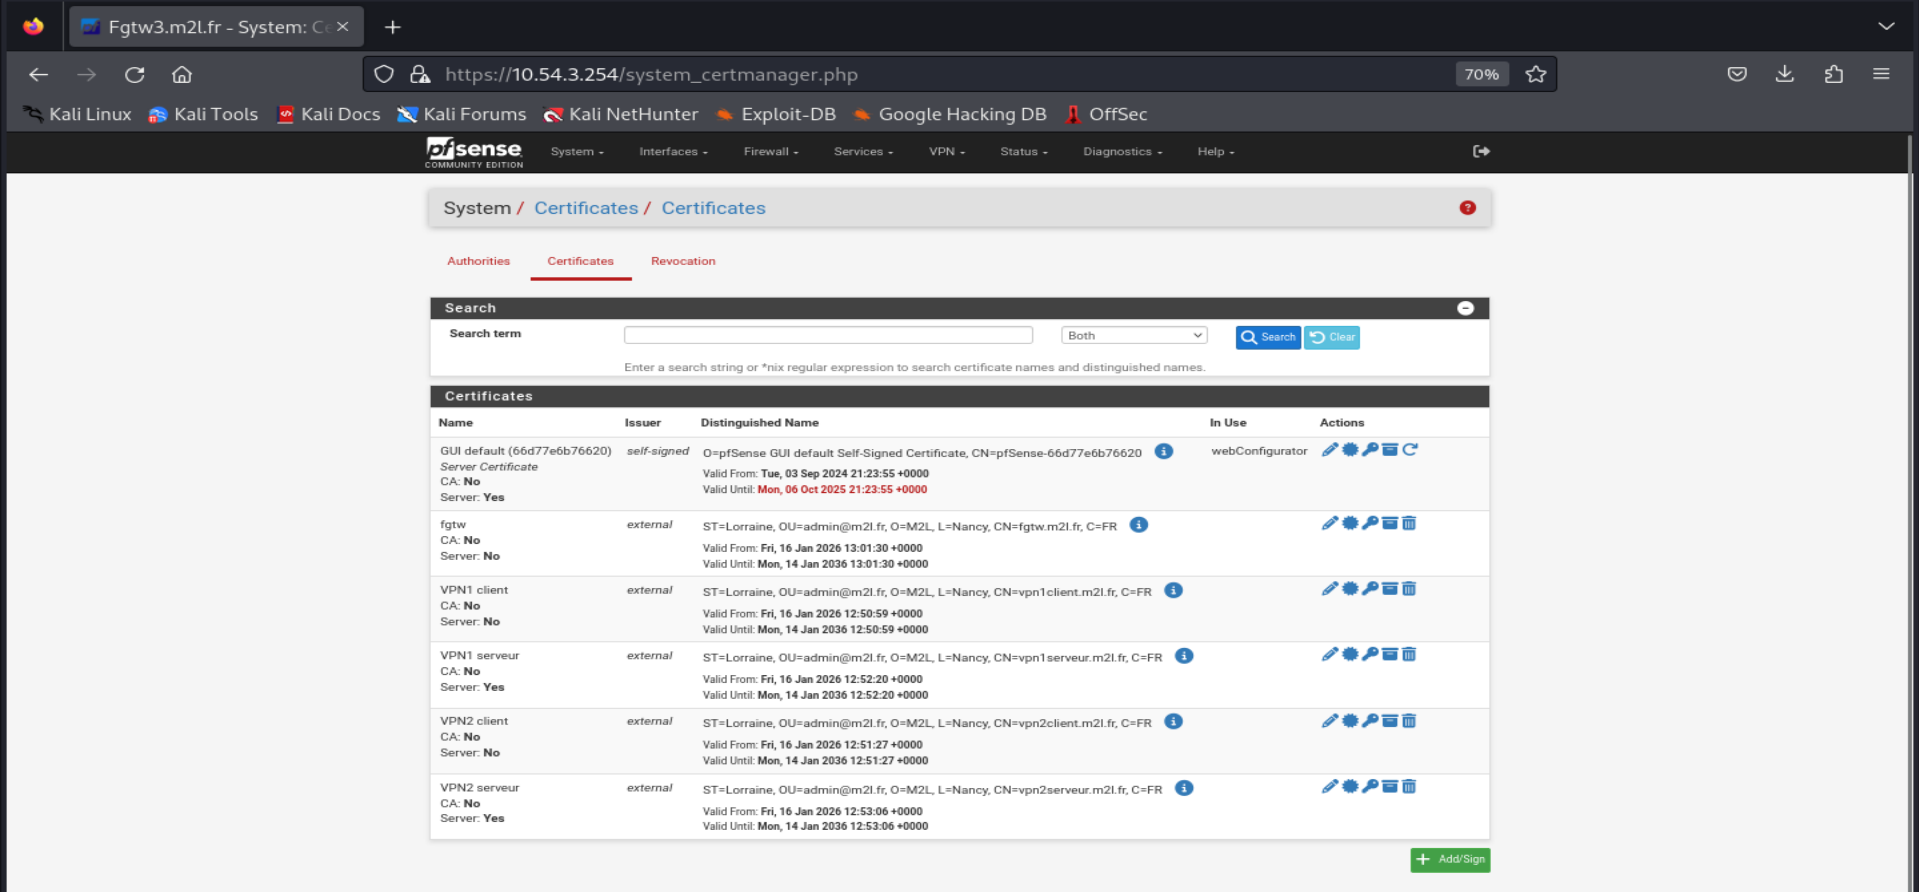 Fgtw3.m2l.fr - System: Ce
https://10.54.3.254/system_certmanager.php
70%
Kali Linux Kali Tools Kali Docs Kali Forums Kali NetHunter Exploit-DB Google Hacking DB OffSec
pfsense
COMMUNITY EDITION
System Interfaces Firewall Services VPN Status Diagnostics Help
System / Certificates / Certificates
Authorities Certificates Revocation
Search
Search term Both Search Clear
Enter a search string or *nix regular expression to search certificate names and distinguished names.
Certificates
Name Issuer Distinguished Name In Use Actions
GUI default (66d77e6b76620) self-signed O=pfSense GUI default Self-Signed Certificate, CN=pfSense-66d77e6b76620 webConfigurator
Server Certificate
CA: No
Server: Yes
Valid From: Tue, 03 Sep 2024 21:23:55 +0000
Valid Until: Mon, 06 Oct 2025 21:23:55 +0000
fgtw external ST=Lorraine, OU=admin@m2l.fr, O=M2L, L=Nancy, CN=fgtw.m2l.fr, C=FR
CA: No
Server: No
Valid From: Fri, 16 Jan 2026 13:01:30 +0000
Valid Until: Mon, 14 Jan 2036 13:01:30 +0000
VPN1 client external ST=Lorraine, OU=admin@m2l.fr, O=M2L, L=Nancy, CN=vpn1client.m2l.fr, C=FR
CA: No
Server: No
Valid From: Fri, 16 Jan 2026 12:50:59 +0000
Valid Until: Mon, 14 Jan 2036 12:50:59 +0000
VPN1 serveur external ST=Lorraine, OU=admin@m2l.fr, O=M2L, L=Nancy, CN=vpn1serveur.m2l.fr, C=FR
CA: No
Server: Yes
Valid From: Fri, 16 Jan 2026 12:52:20 +0000
Valid Until: Mon, 14 Jan 2036 12:52:20 +0000
VPN2 client external ST=Lorraine, OU=admin@m2l.fr, O=M2L, L=Nancy, CN=vpn2client.m2l.fr, C=FR
CA: No
Server: No
Valid From: Fri, 16 Jan 2026 12:51:27 +0000
Valid Until: Mon, 14 Jan 2036 12:51:27 +0000
VPN2 serveur external ST=Lorraine, OU=admin@m2l.fr, O=M2L, L=Nancy, CN=vpn2serveur.m2l.fr, C=FR
CA: No
Server: Yes
Valid From: Fri, 16 Jan 2026 12:53:06 +0000
Valid Until: Mon, 14 Jan 2036 12:53:06 +0000
Add/Sign